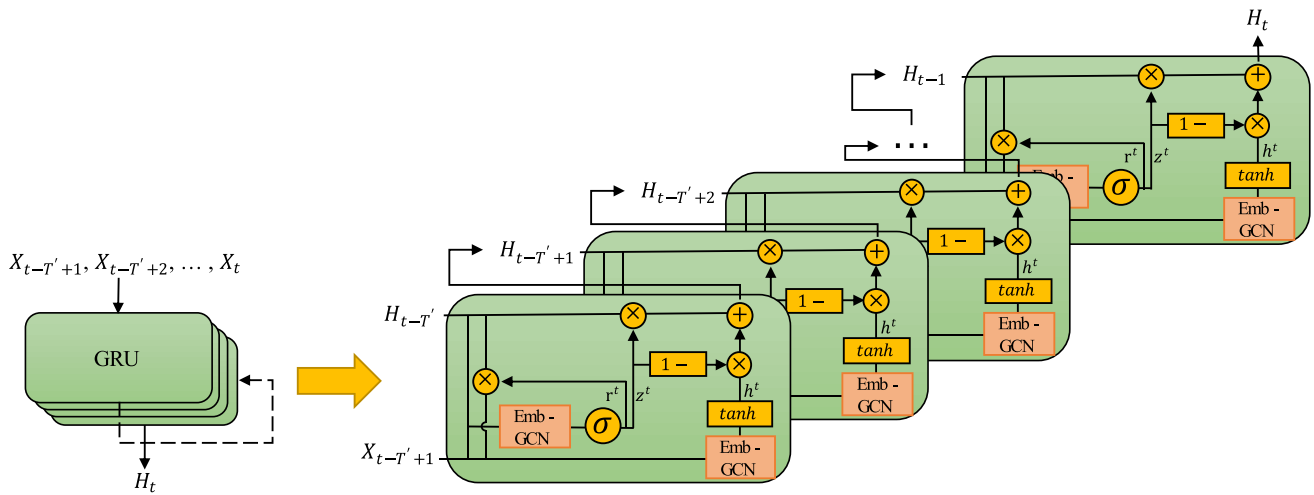 X_{t-T'+1}, X_{t-T'+2}, … , X_t
GRU
H_t
H_{t-T'}
X_{t-T'+1}
×
×
+
1 −
×
r^t
z^t
h^t
Emb -
GCN
σ
tanh
Emb -
GCN
H_{t-T'+1}
×
+
1 −
×
h^t
tanh
Emb -
GCN
H_{t-T'+2}
×
+
1 −
×
h^t
tanh
Emb -
GCN
...
H_{t-1}
H_t
×
+
×
1 −
×
r^t
z^t
h^t
σ
tanh
Emb -
GCN